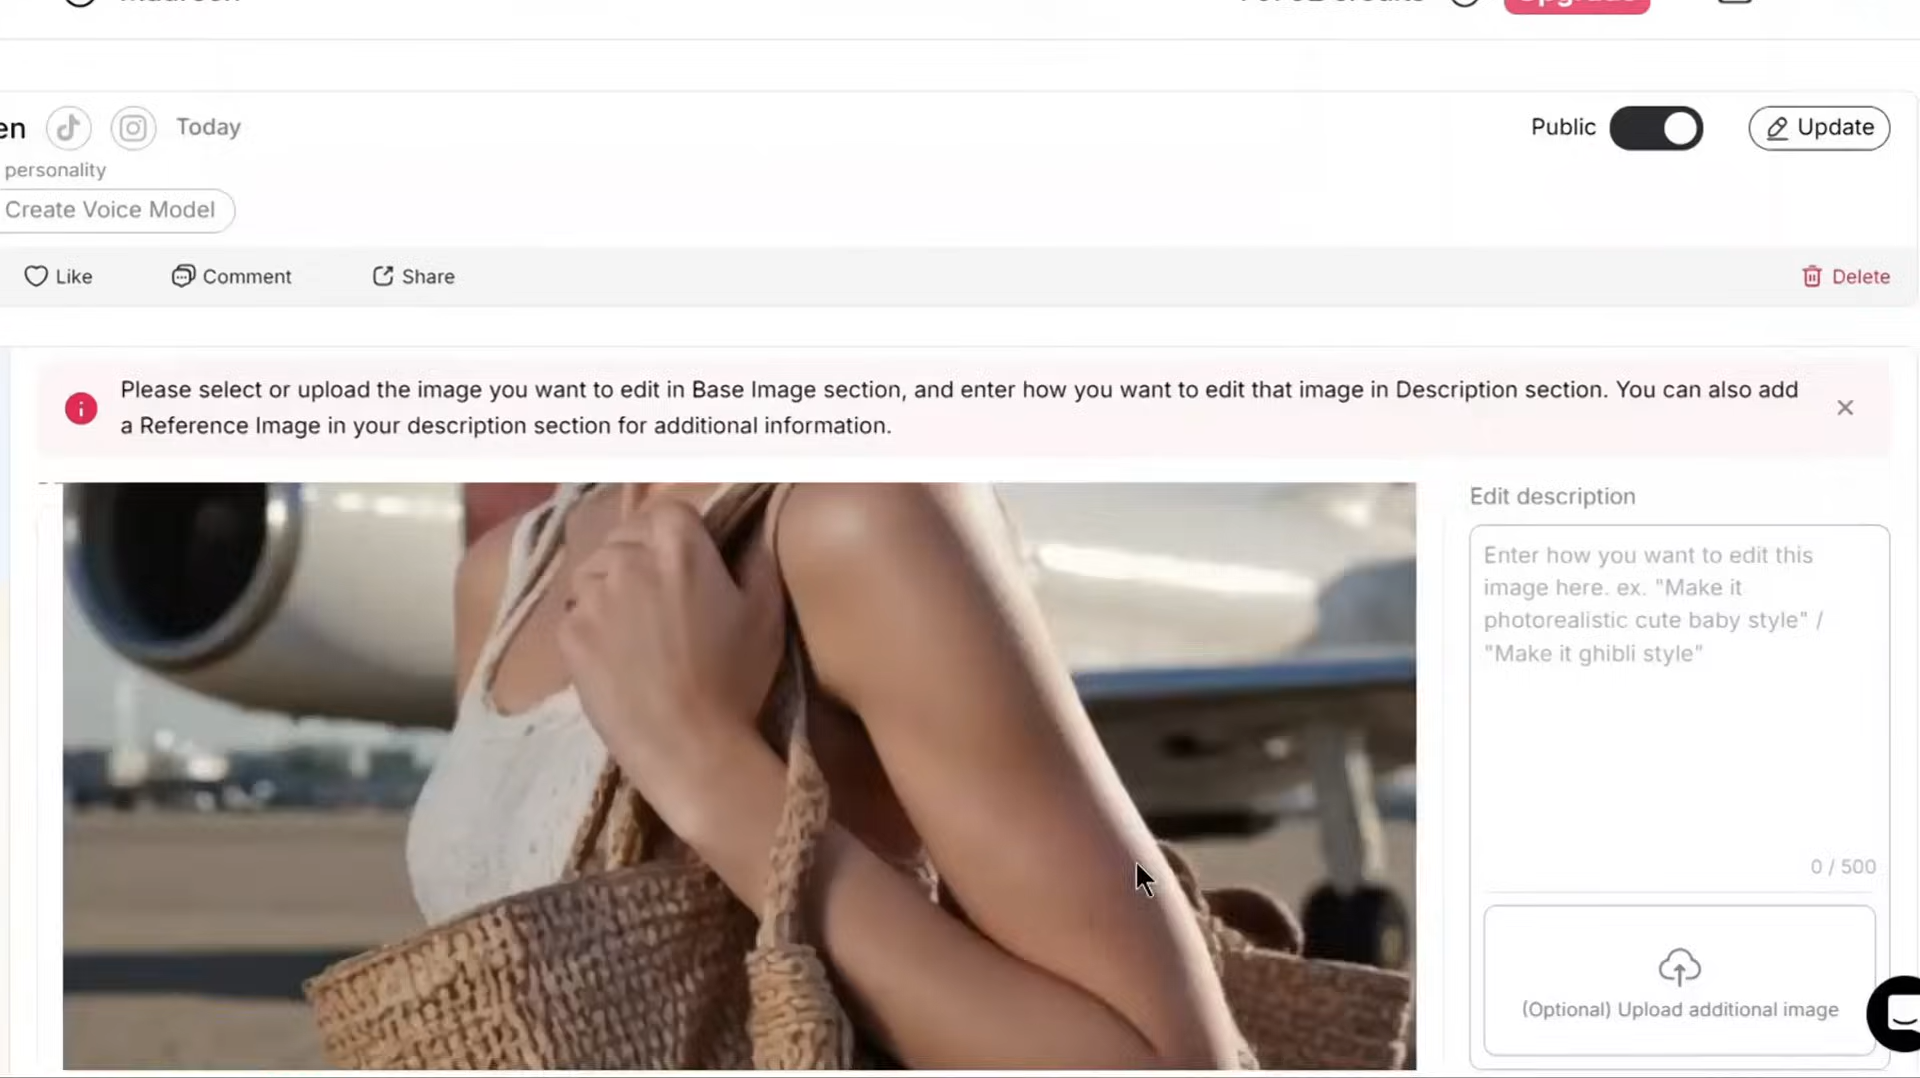 en Today
Public
Update
personality
Create Voice Model
Like
Comment
Share
Delete
Please select or upload the image you want to edit in Base Image section, and enter how you want to edit that image in Description section. You can also add
a Reference Image in your description section for additional information.
Edit description
Enter how you want to edit this
image here. ex. "Make it
photorealistic cute baby style" /
"Make it ghibli style"
0 / 500
(Optional) Upload additional image